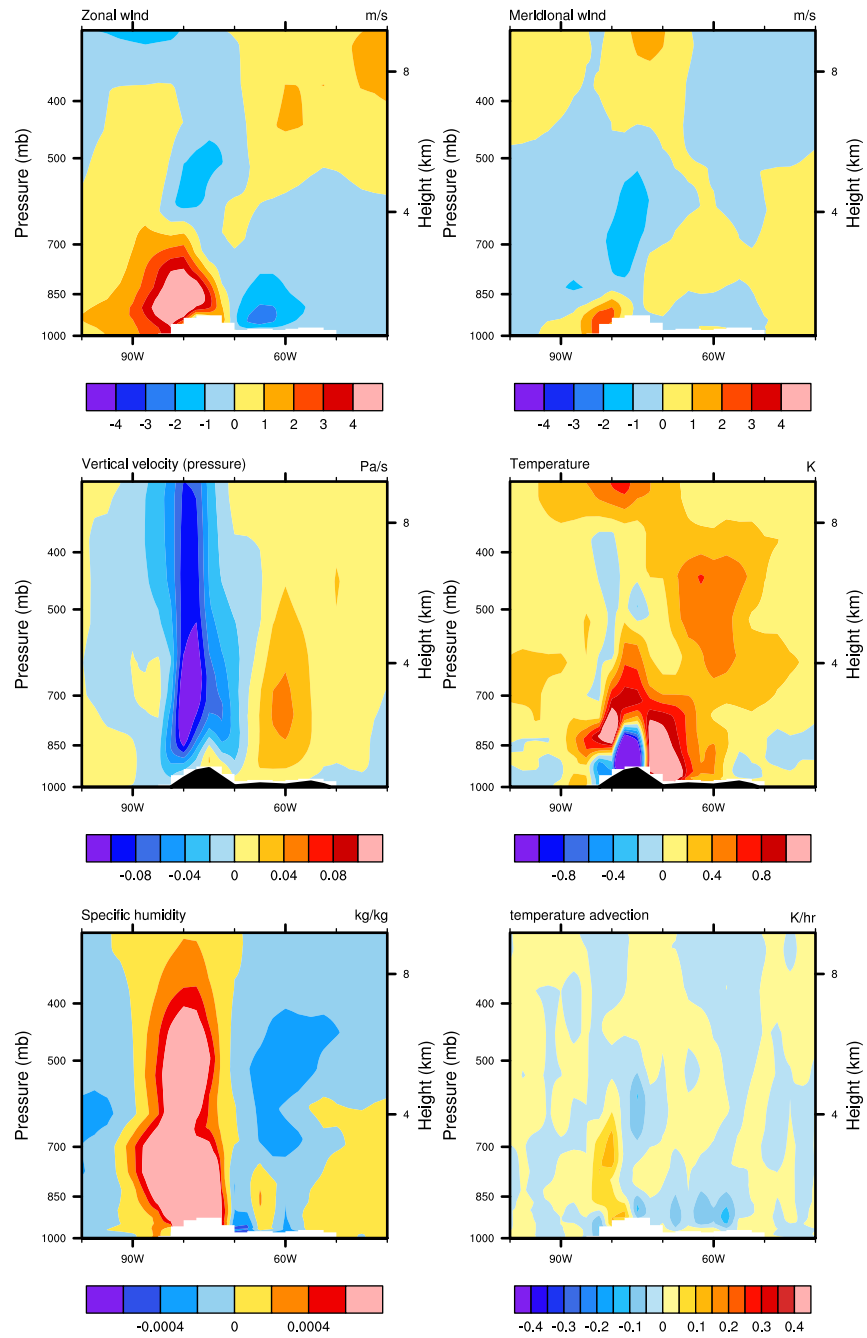 Zonal wind m/s
Pressure (mb)
400
500
700
850
1000
8
4
Height (km)
90W 60W
-4 -3 -2 -1 0 1 2 3 4
Meridional wind m/s
Pressure (mb)
400
500
700
850
1000
8
4
Height (km)
90W 60W
-4 -3 -2 -1 0 1 2 3 4
Vertical velocity (pressure) Pa/s
Pressure (mb)
400
500
700
850
1000
8
4
Height (km)
90W 60W
-0.08 -0.04 0 0.04 0.08
Temperature K
Pressure (mb)
400
500
700
850
1000
8
4
Height (km)
90W 60W
-0.8 -0.4 0 0.4 0.8
Specific humidity kg/kg
Pressure (mb)
400
500
700
850
1000
8
4
Height (km)
90W 60W
-0.0004 0 0.0004
temperature advection K/hr
Pressure (mb)
400
500
700
850
1000
8
4
Height (km)
90W 60W
-0.4 -0.3 -0.2 -0.1 0 0.1 0.2 0.3 0.4